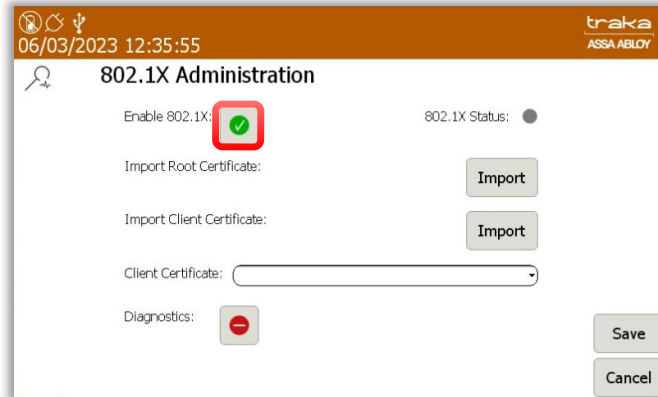 traka
06/03/2023 12:35:55
ASSA ABLOY
802.1X Administration
Enable 802.1X:
802.1X Status:
Import Root Certificate:
Import
Import Client Certificate:
Import
Client Certificate:
Diagnostics:
Save
Cancel